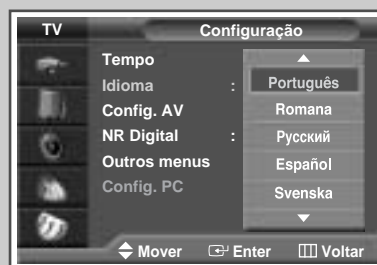 TV Configuração
Tempo
Idioma : Português
Config. AV Romana
NR Digital : Русский
Outros menus Español
Config. PC Svenska
Mover Enter Voltar